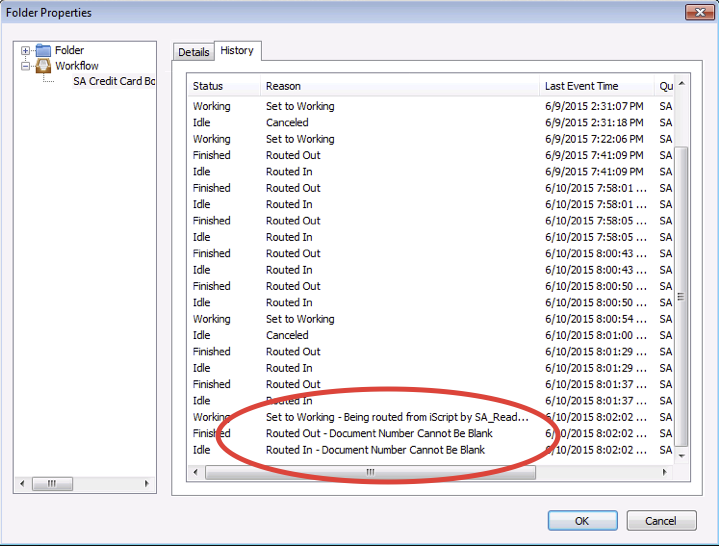 Folder Properties
Folder
Workflow
SA Credit Card Bo
Details History
Status Reason Last Event Time Qu
Working Set to Working 6/9/2015 2:31:07 PM SA
Idle Canceled 6/9/2015 2:31:18 PM SA
Working Set to Working 6/9/2015 7:22:06 PM SA
Finished Routed Out 6/9/2015 7:41:09 PM SA
Idle Routed In 6/9/2015 7:41:09 PM SA
Finished Routed Out 6/10/2015 7:58:01 ... SA
Idle Routed In 6/10/2015 7:58:01 ... SA
Finished Routed Out 6/10/2015 7:58:05 ... SA
Idle Routed In 6/10/2015 7:58:05 ... SA
Finished Routed Out 6/10/2015 8:00:43 ... SA
Idle Routed In 6/10/2015 8:00:43 ... SA
Finished Routed Out 6/10/2015 8:00:50 ... SA
Idle Routed In 6/10/2015 8:00:50 ... SA
Working Set to Working 6/10/2015 8:00:54 ... SA
Idle Canceled 6/10/2015 8:01:00 ... SA
Finished Routed Out 6/10/2015 8:01:29 ... SA
Idle Routed In 6/10/2015 8:01:29 ... SA
Finished Routed Out 6/10/2015 8:01:37 ... SA
Idle Routed In 6/10/2015 8:01:37 ... SA
Working Set to Working - Being routed from iScript by SA_Read... 6/10/2015 8:02:02 ... SA
Finished Routed Out - Document Number Cannot Be Blank 6/10/2015 8:02:02 ... SA
Idle Routed In - Document Number Cannot Be Blank 6/10/2015 8:02:02 ... SA
OK Cancel